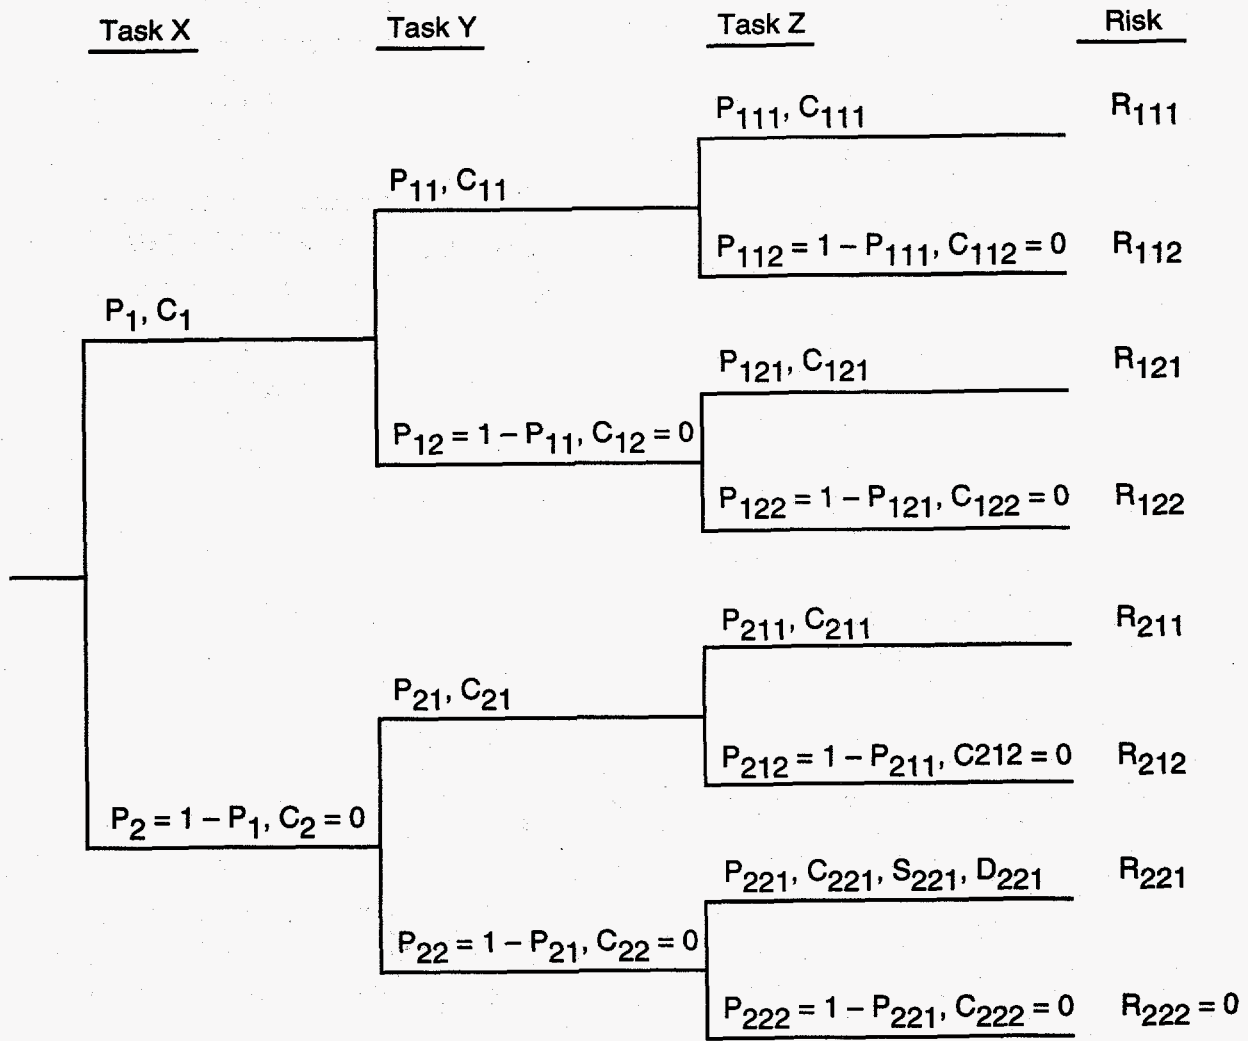 Task X Task Y Task Z Risk
P111, C111 R111
P11, C11
P112 = 1 – P111, C112 = 0 R112
P1, C1
P121, C121 R121
P12 = 1 – P11, C12 = 0
P122 = 1 – P121, C122 = 0 R122
P211, C211 R211
P21, C21
P212 = 1 – P211, C212 = 0 R212
P2 = 1 – P1, C2 = 0
P221, C221, S221, D221 R221
P22 = 1 – P21, C22 = 0
P222 = 1 – P221, C222 = 0 R222 = 0